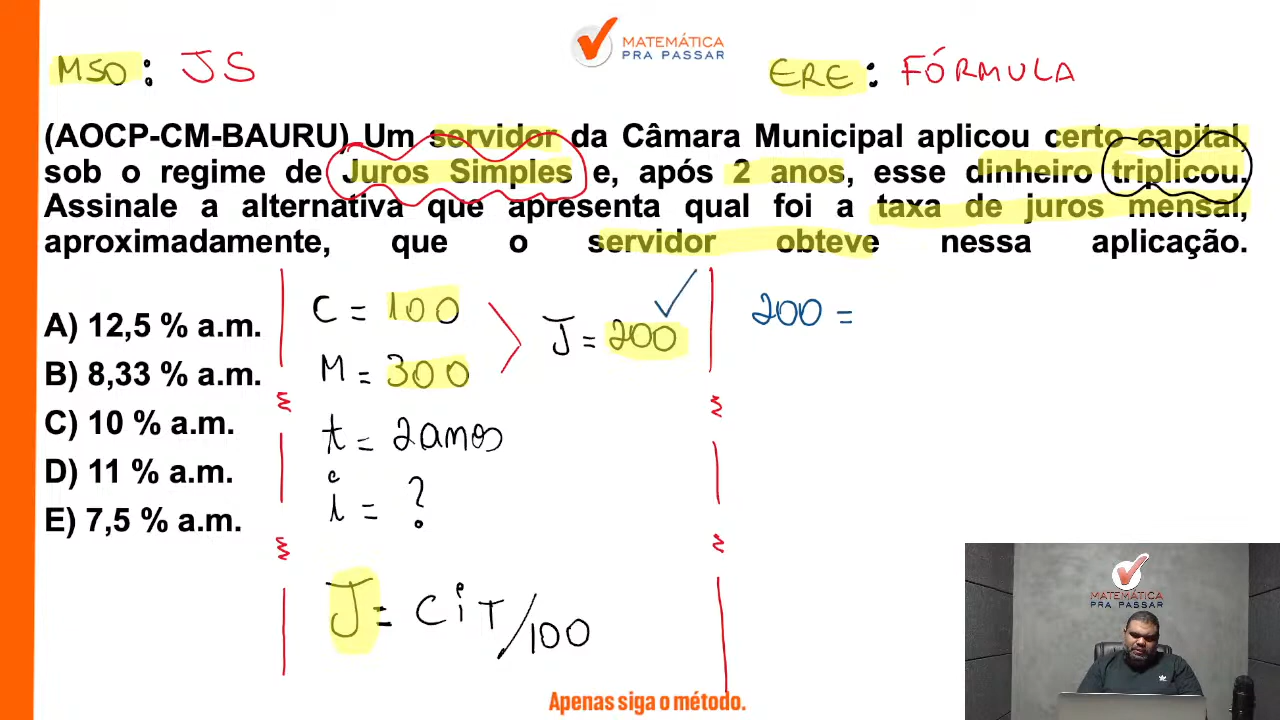 MATEMÁTICA
PRA PASSAR
MSO : JS
ERE : FÓRMULA
(AOCP-CM-BAURU) Um servidor da Câmara Municipal aplicou certo capital,
sob o regime de Juros Simples e, após 2 anos, esse dinheiro triplicou.
Assinale a alternativa que apresenta qual foi a taxa de juros mensal,
aproximadamente, que o servidor obteve nessa aplicação.
A) 12,5 % a.m.
B) 8,33 % a.m.
C) 10 % a.m.
D) 11 % a.m.
E) 7,5 % a.m.
C = 100
M = 300
J = 200
t = 2 anos
i = ?
J = CiT/100
200 =
MATEMÁTICA
PRA PASSAR
Apenas siga o método.